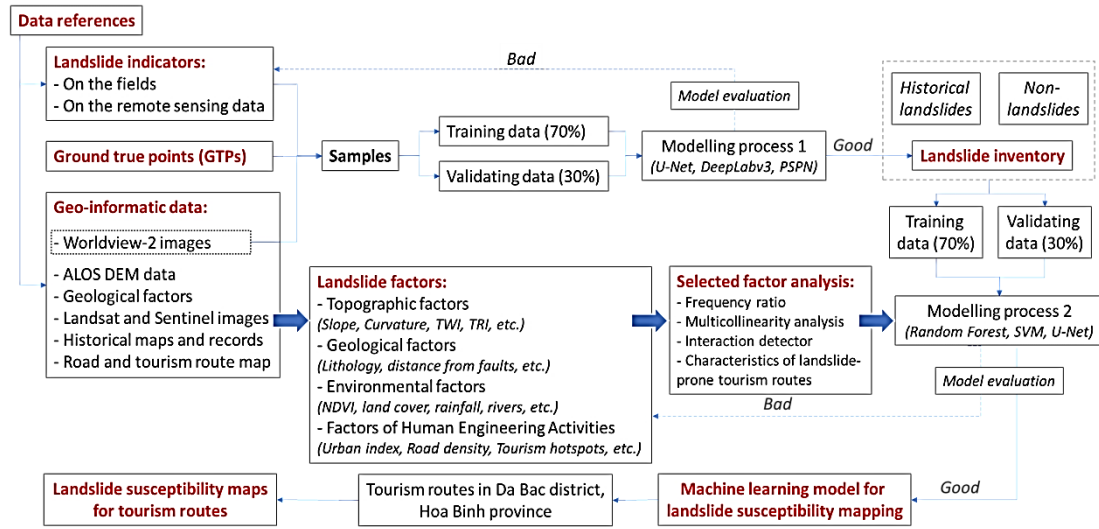 Data references
Landslide indicators:
- On the fields
- On the remote sensing data
Ground true points (GTPs)
Geo-informatic data:
- Worldview-2 images
- ALOS DEM data
- Geological factors
- Landsat and Sentinel images
- Historical maps and records
- Road and tourism route map
Samples
Training data (70%)
Validating data (30%)
Bad
Model evaluation
Modelling process 1
(U-Net, DeepLabv3, PSPN)
Good
Historical
landslides
Non-
landslides
Landslide inventory
Training
data (70%)
Validating
data (30%)
Landslide factors:
- Topographic factors
(Slope, Curvature, TWI, TRI, etc.)
- Geological factors
(Lithology, distance from faults, etc.)
- Environmental factors
(NDVI, land cover, rainfall, rivers, etc.)
- Factors of Human Engineering Activities
(Urban index, Road density, Tourism hotspots, etc.)
Selected factor analysis:
- Frequency ratio
- Multicollinearity analysis
- Interaction detector
- Characteristics of landslide-
prone tourism routes
Modelling process 2
(Random Forest, SVM, U-Net)
Model evaluation
Bad
Good
Machine learning model for
landslide susceptibility mapping
Tourism routes in Da Bac district,
Hoa Binh province
Landslide susceptibility maps
for tourism routes